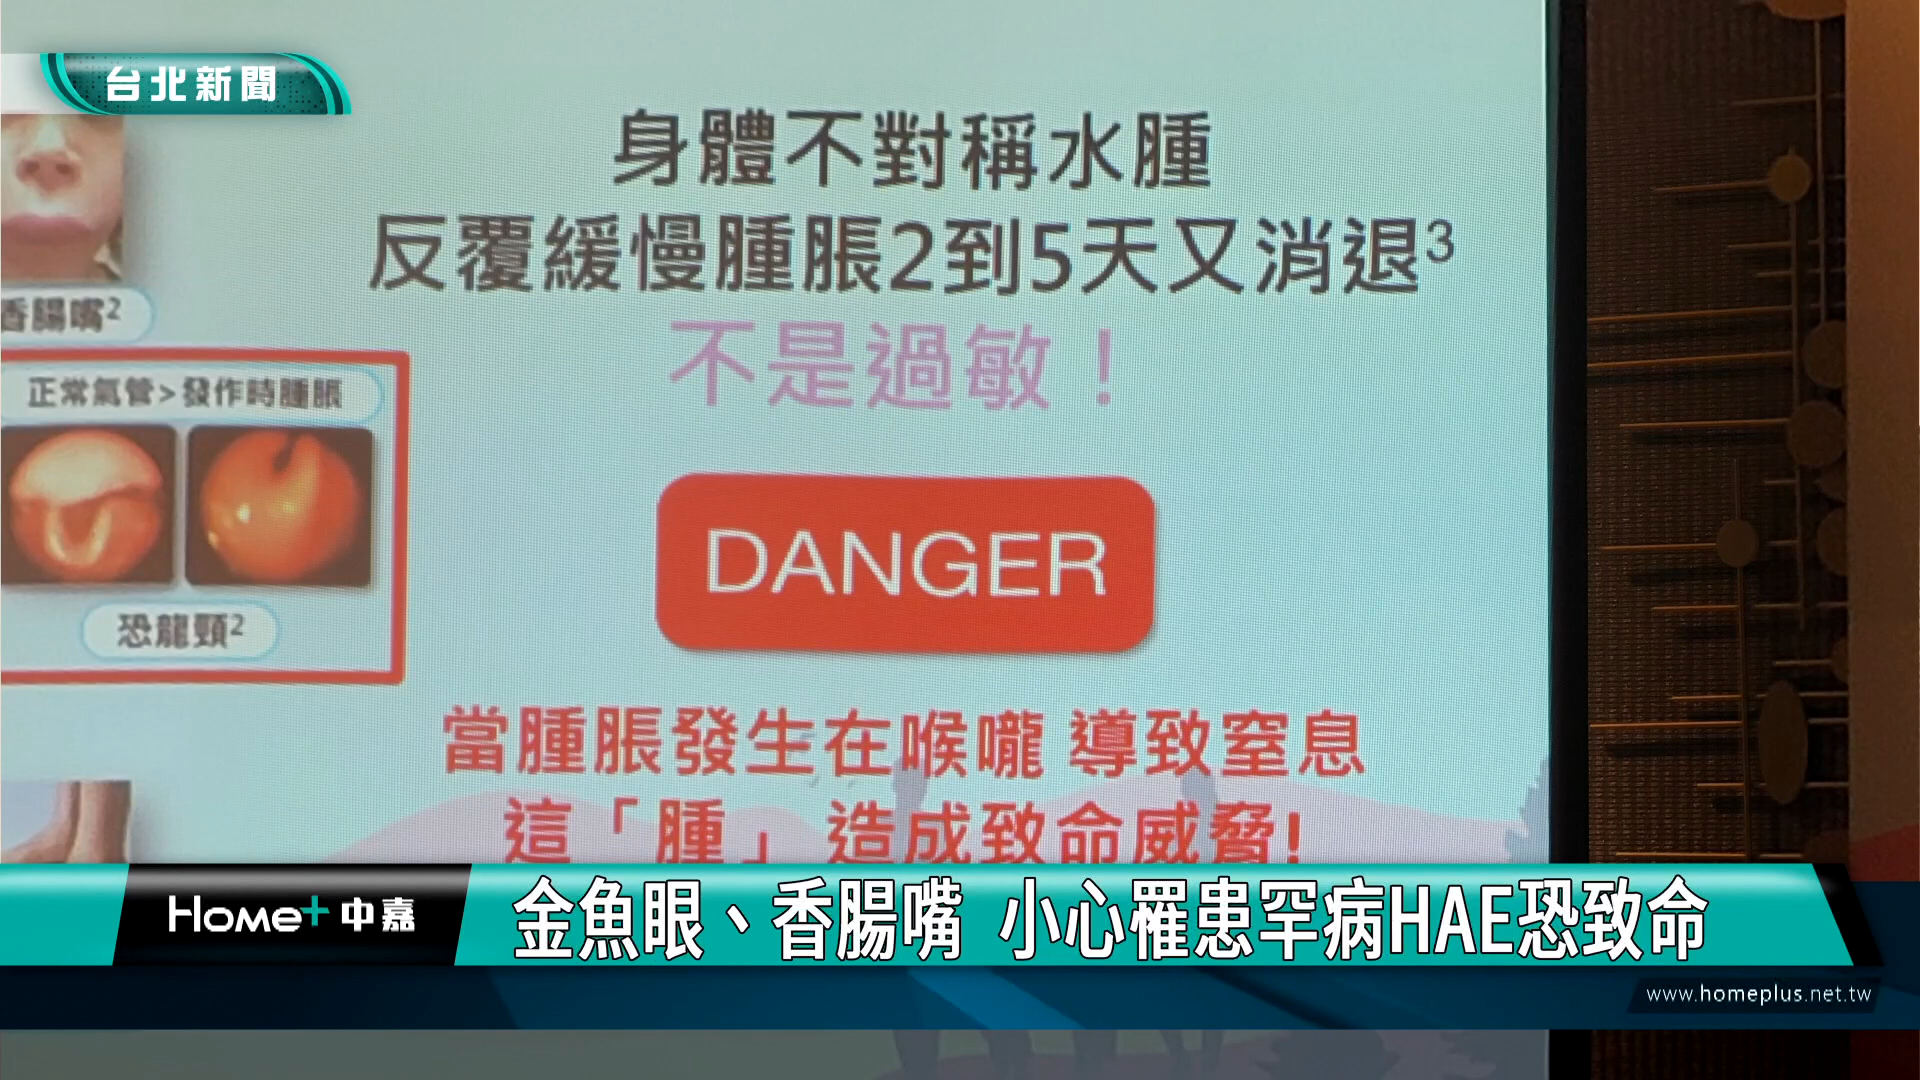 台北新聞
身體不對稱水腫
反覆緩慢腫脹2到5天又消退3
不是過敏！
香腸嘴2
正常氣管>發作時腫脹
恐龍頸2
DANGER
當腫脹發生在喉嚨 導致窒息
這「腫」造成致命威脅!
Home+中嘉
金魚眼、香腸嘴 小心罹患罕病HAE恐致命
www.homeplus.net.tw